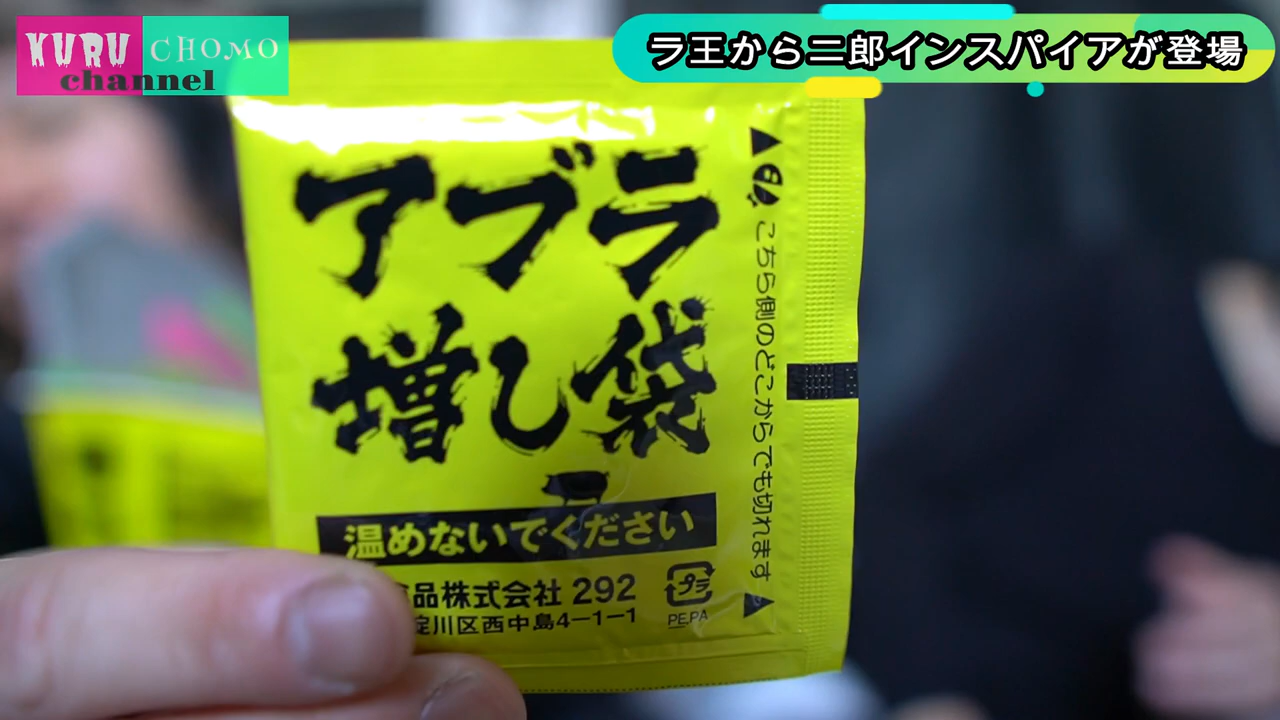 KURU CHOMO
channel
ラ王から二郎インスパイアが登場
アブラ
増し袋
温めないでください
品株式会社 292
淀川区西中島4-1-1
プラ
PE,PA
こちら側のどこからでも切れます